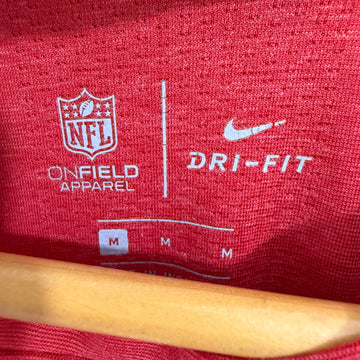 NFL
ONFIELD
APPAREL
DRI-FIT
M M M